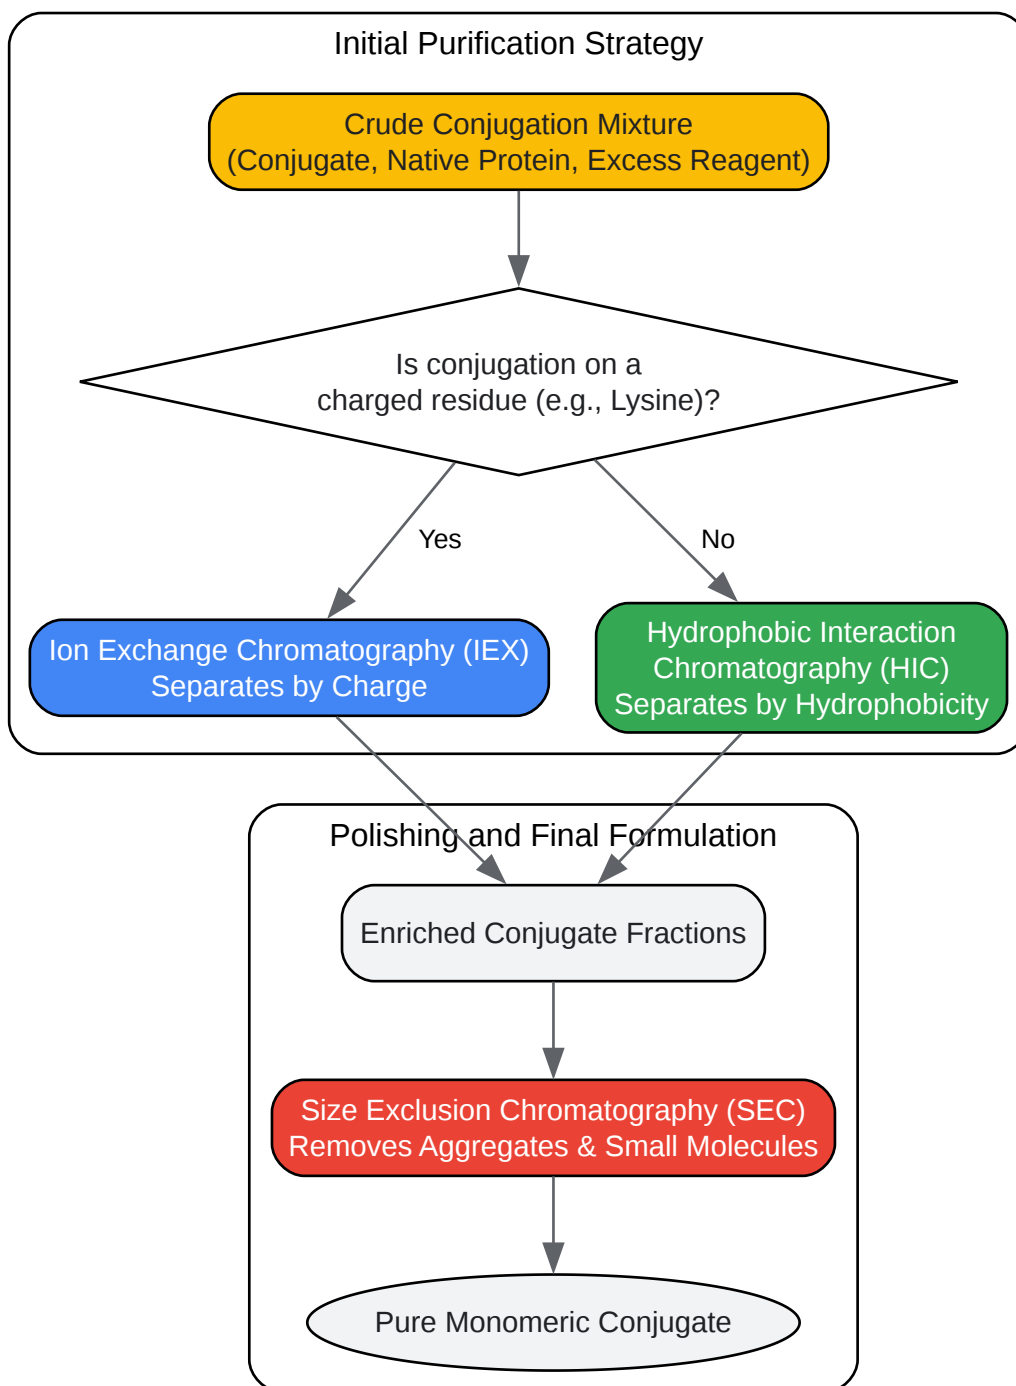 Initial Purification Strategy
Crude Conjugation Mixture
(Conjugate, Native Protein, Excess Reagent)
Is conjugation on a
charged residue (e.g., Lysine)?
Yes
No
Ion Exchange Chromatography (IEX)
Separates by Charge
Hydrophobic Interaction
Chromatography (HIC)
Separates by Hydrophobicity
Polishing and Final Formulation
Enriched Conjugate Fractions
Size Exclusion Chromatography (SEC)
Removes Aggregates & Small Molecules
Pure Monomeric Conjugate